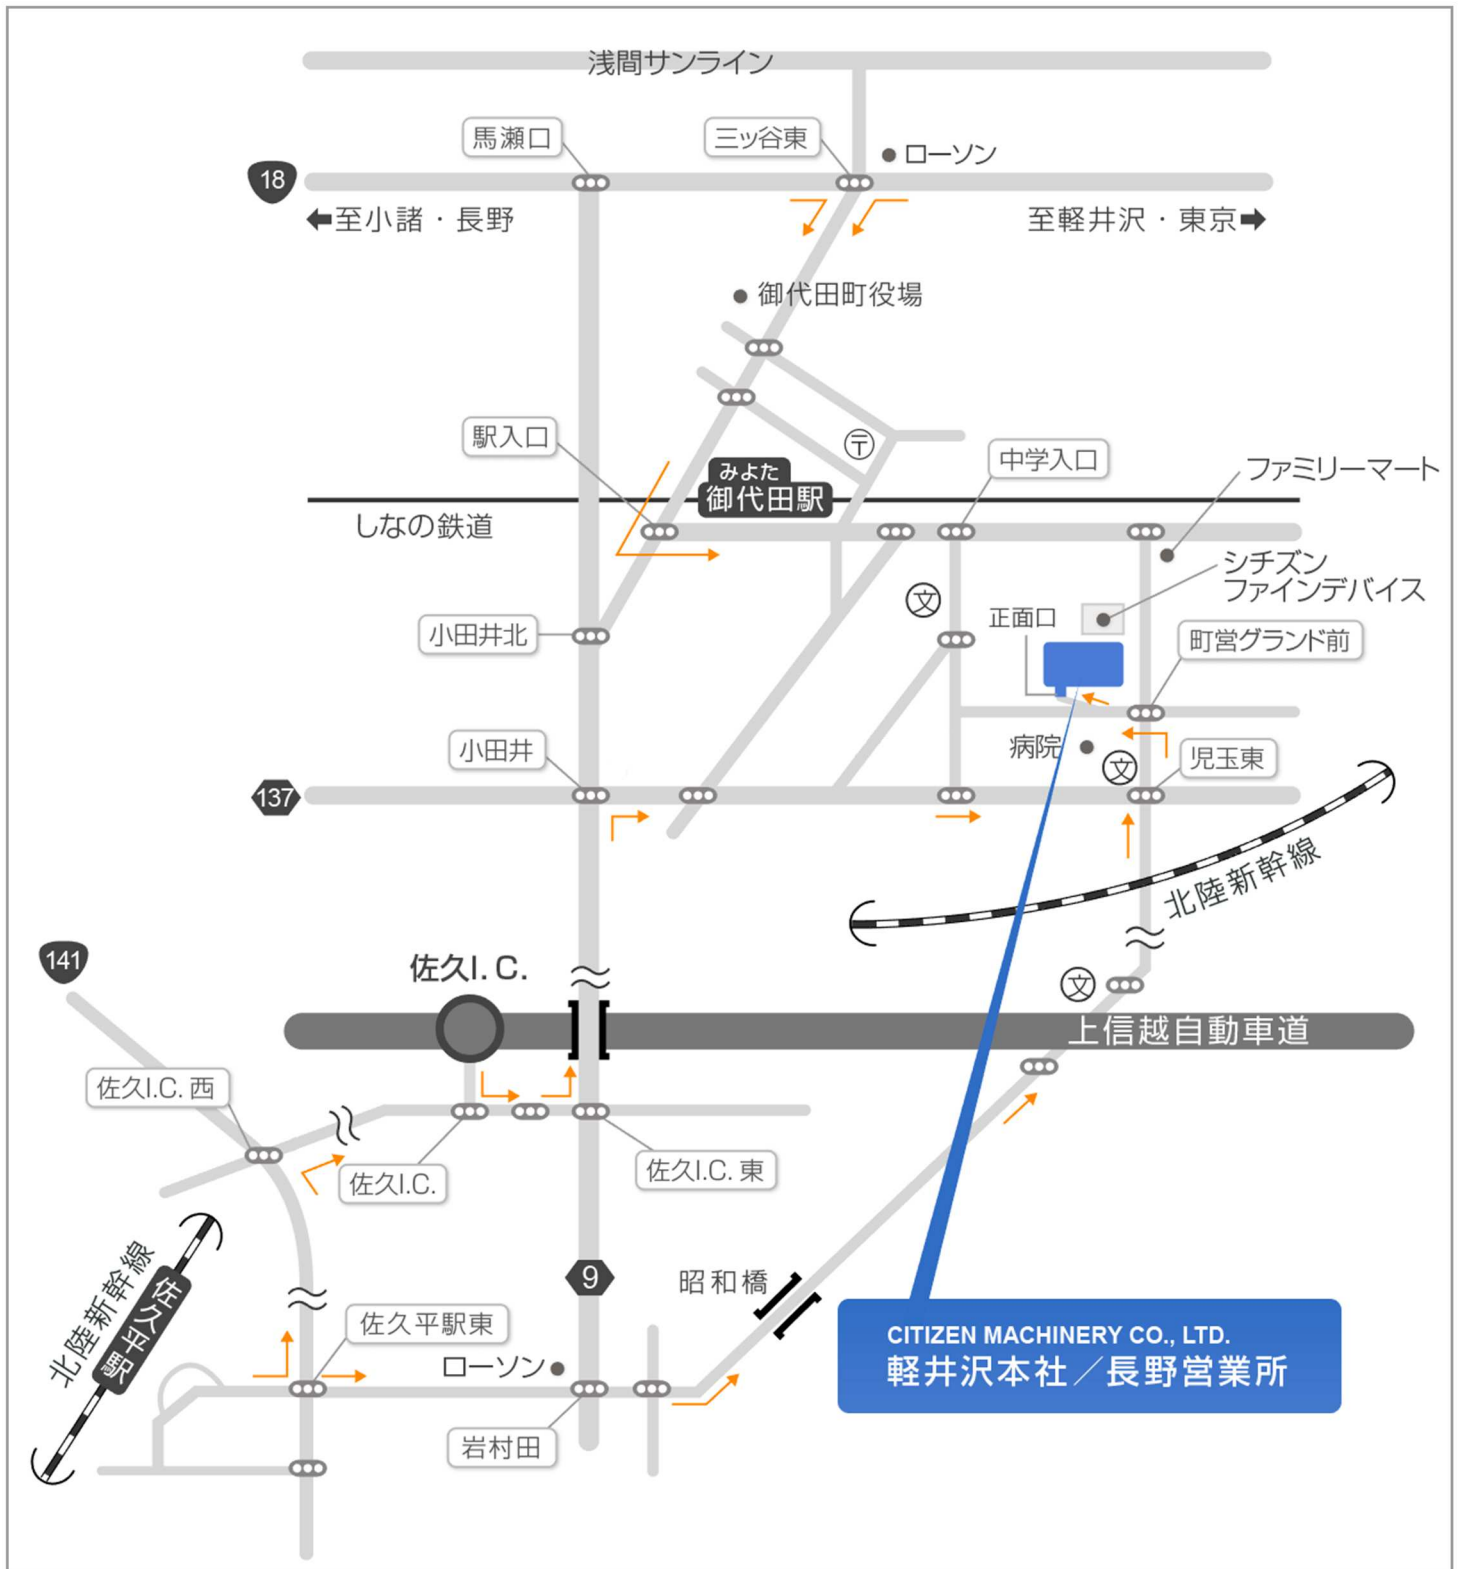 浅間サンライン
馬瀬口
三ッ谷東
ローソン
18
←至小諸・長野
至軽井沢・東京→
御代田町役場
駅入口
〒
中学入口
みよた
御代田駅
ファミリーマート
しなの鉄道
シチズン
ファインデバイス
文
正面口
小田井北
町営グランド前
小田井
病院
文
児玉東
137
北陸新幹線
141
佐久I.C.
文
上信越自動車道
佐久I.C. 西
佐久I.C.
佐久I.C. 東
北陸新幹線
佐久平駅
9
昭和橋
佐久平駅東
ローソン
岩村田
CITIZEN MACHINERY CO., LTD.
軽井沢本社／長野営業所